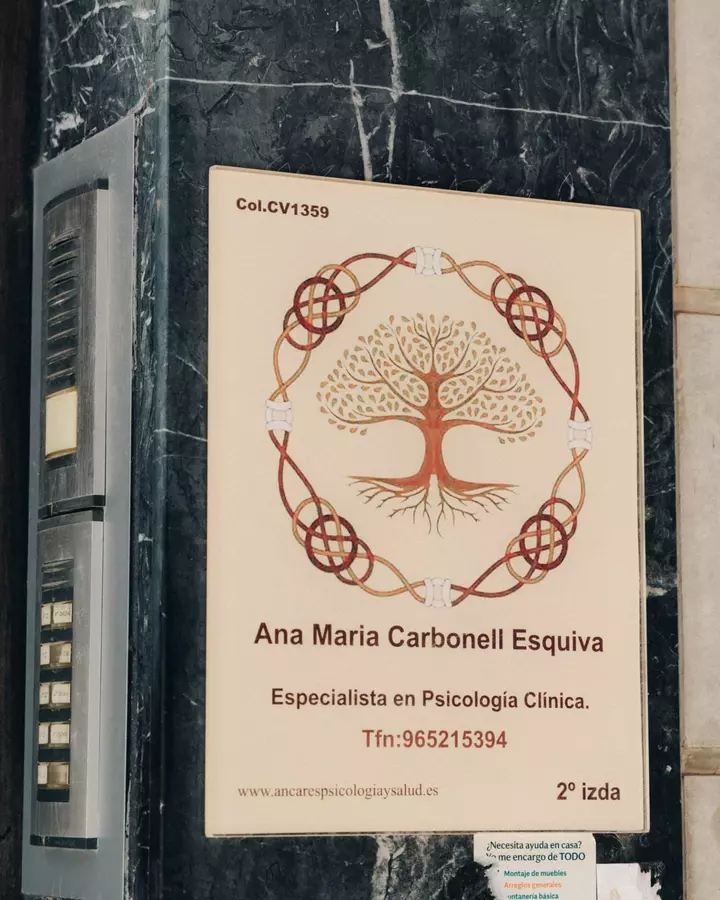 Col.CV1359
Ana Maria Carbonell Esquiva
Especialista en Psicología Clínica.
Tfn:965215394
www.ancarespsicologiaysalud.es
2º izda
¿Necesita ayuda en casa?
me encargo de TODO
Montaje de muebles
Arreglos generales
básica